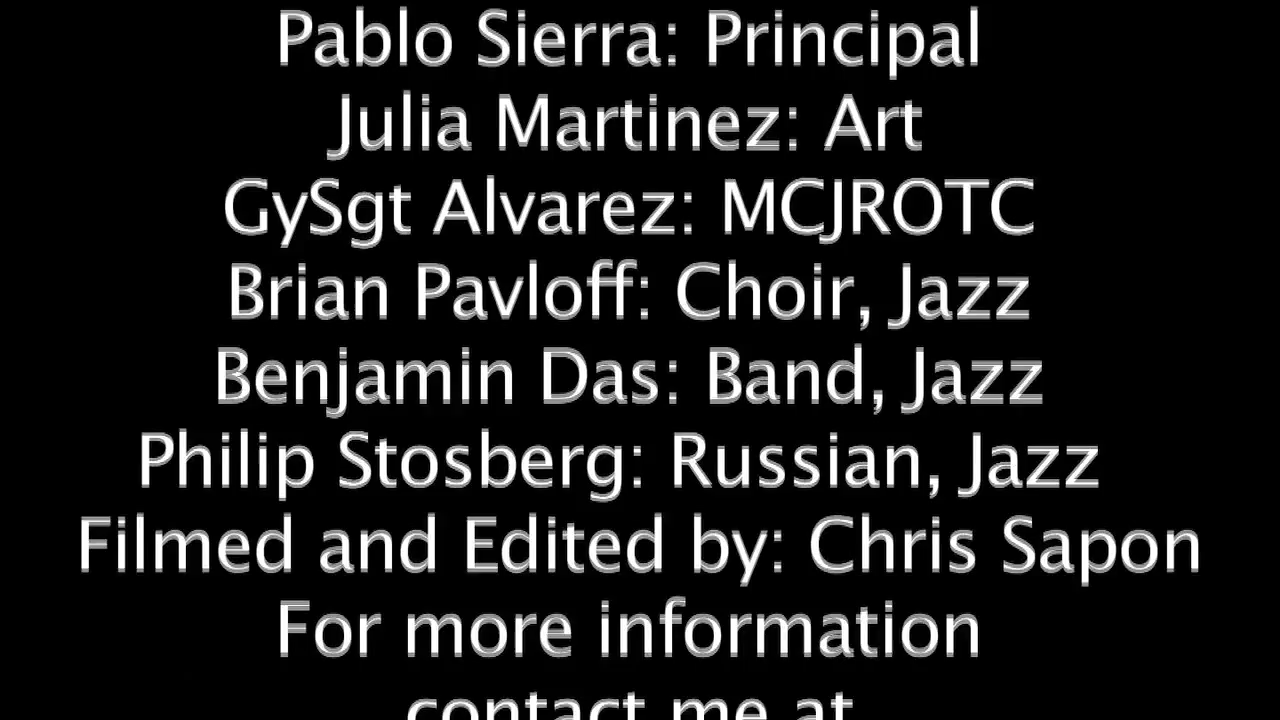 Pablo Sierra: Principal
Julia Martinez: Art
GySgt Alvarez: MCJROTC
Brian Pavloff: Choir, Jazz
Benjamin Das: Band, Jazz
Philip Stosberg: Russian, Jazz
Filmed and Edited by: Chris Sapon
For more information
contact me at